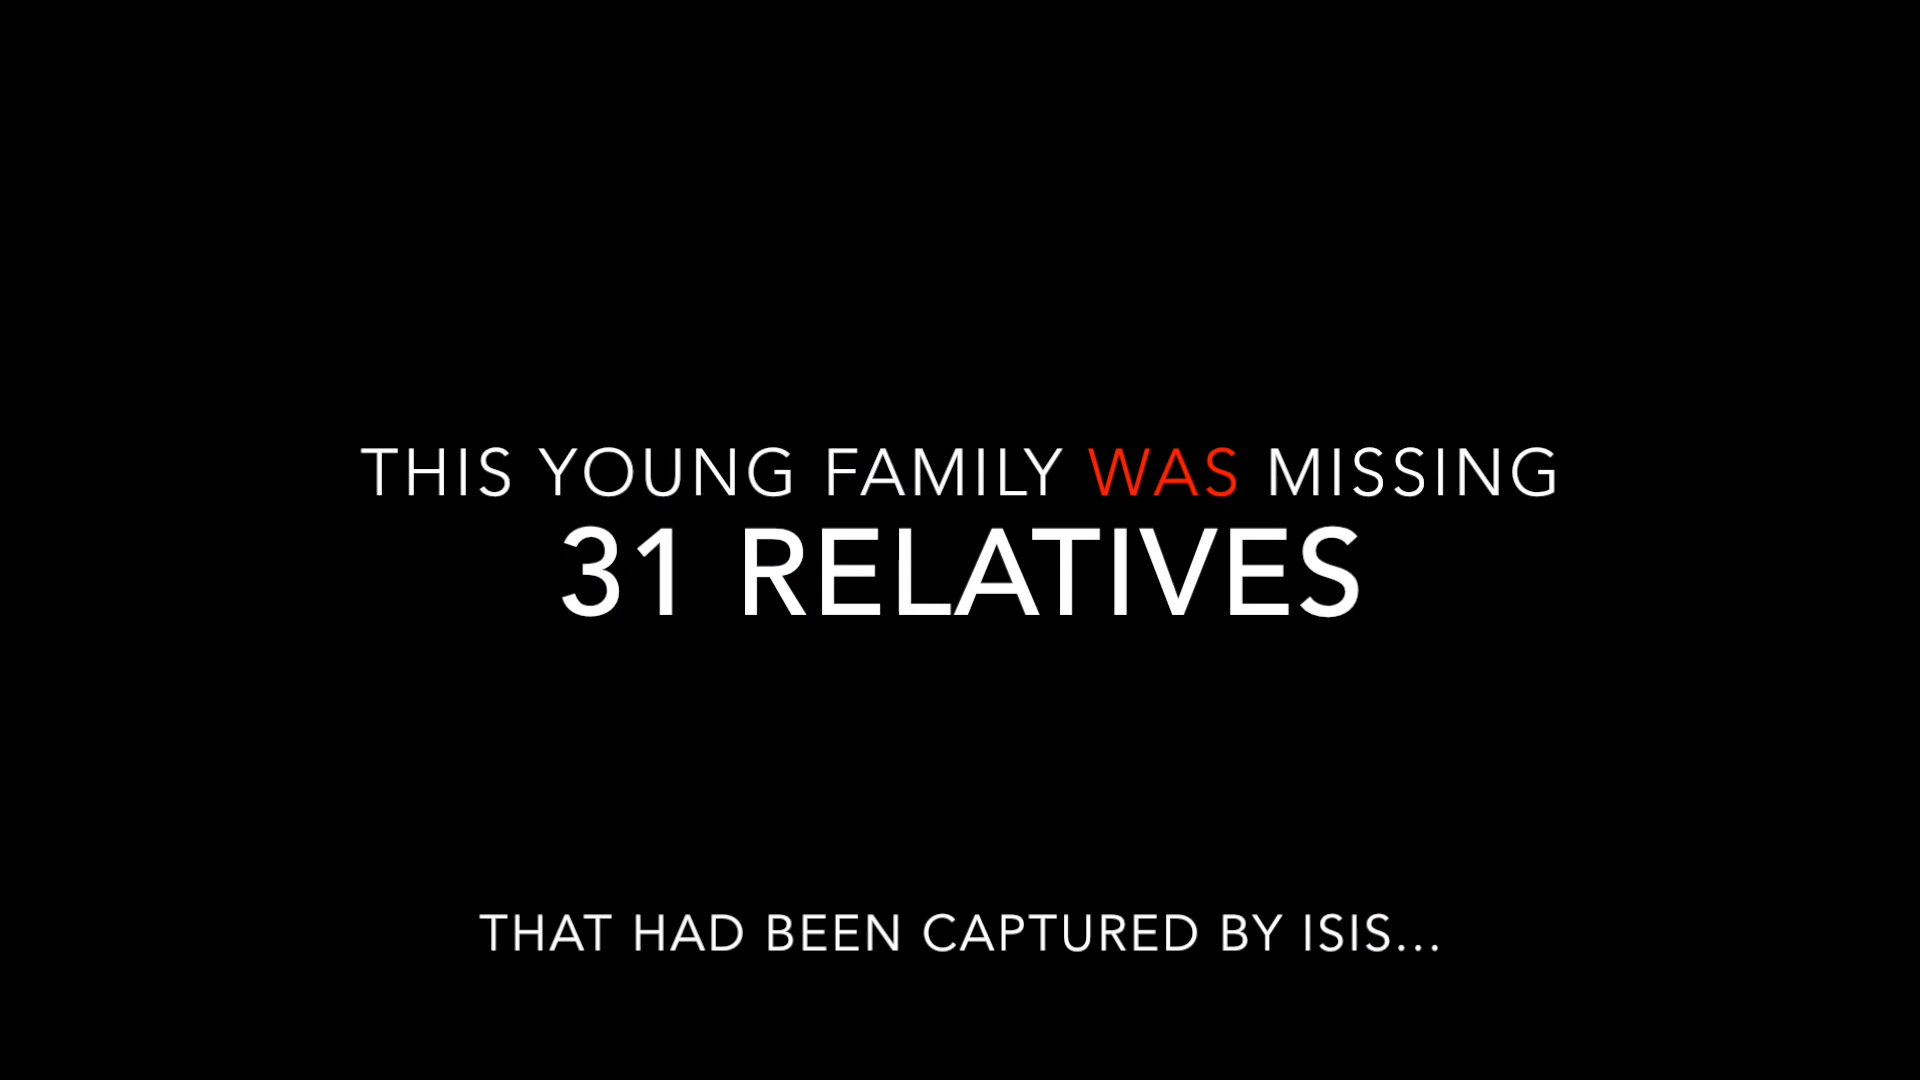 THIS YOUNG FAMILY WAS MISSING
31 RELATIVES
THAT HAD BEEN CAPTURED BY ISIS...